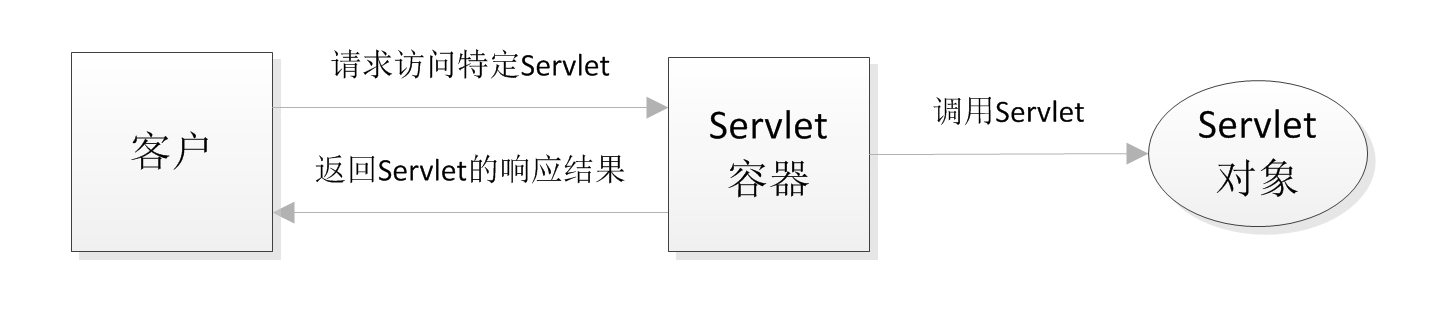 请求访问特定Servlet
客户
返回Servlet的响应结果
Servlet
容器
调用Servlet
Servlet
对象